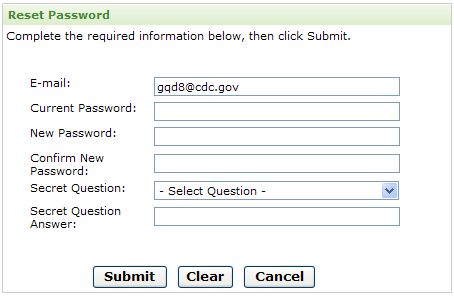 Reset Password
Complete the required information below, then click Submit.
E-mail:
gqd8@cdc.gov
Current Password:
New Password:
Confirm New
Password:
Secret Question:
- Select Question -
Secret Question
Answer:
Submit Clear Cancel